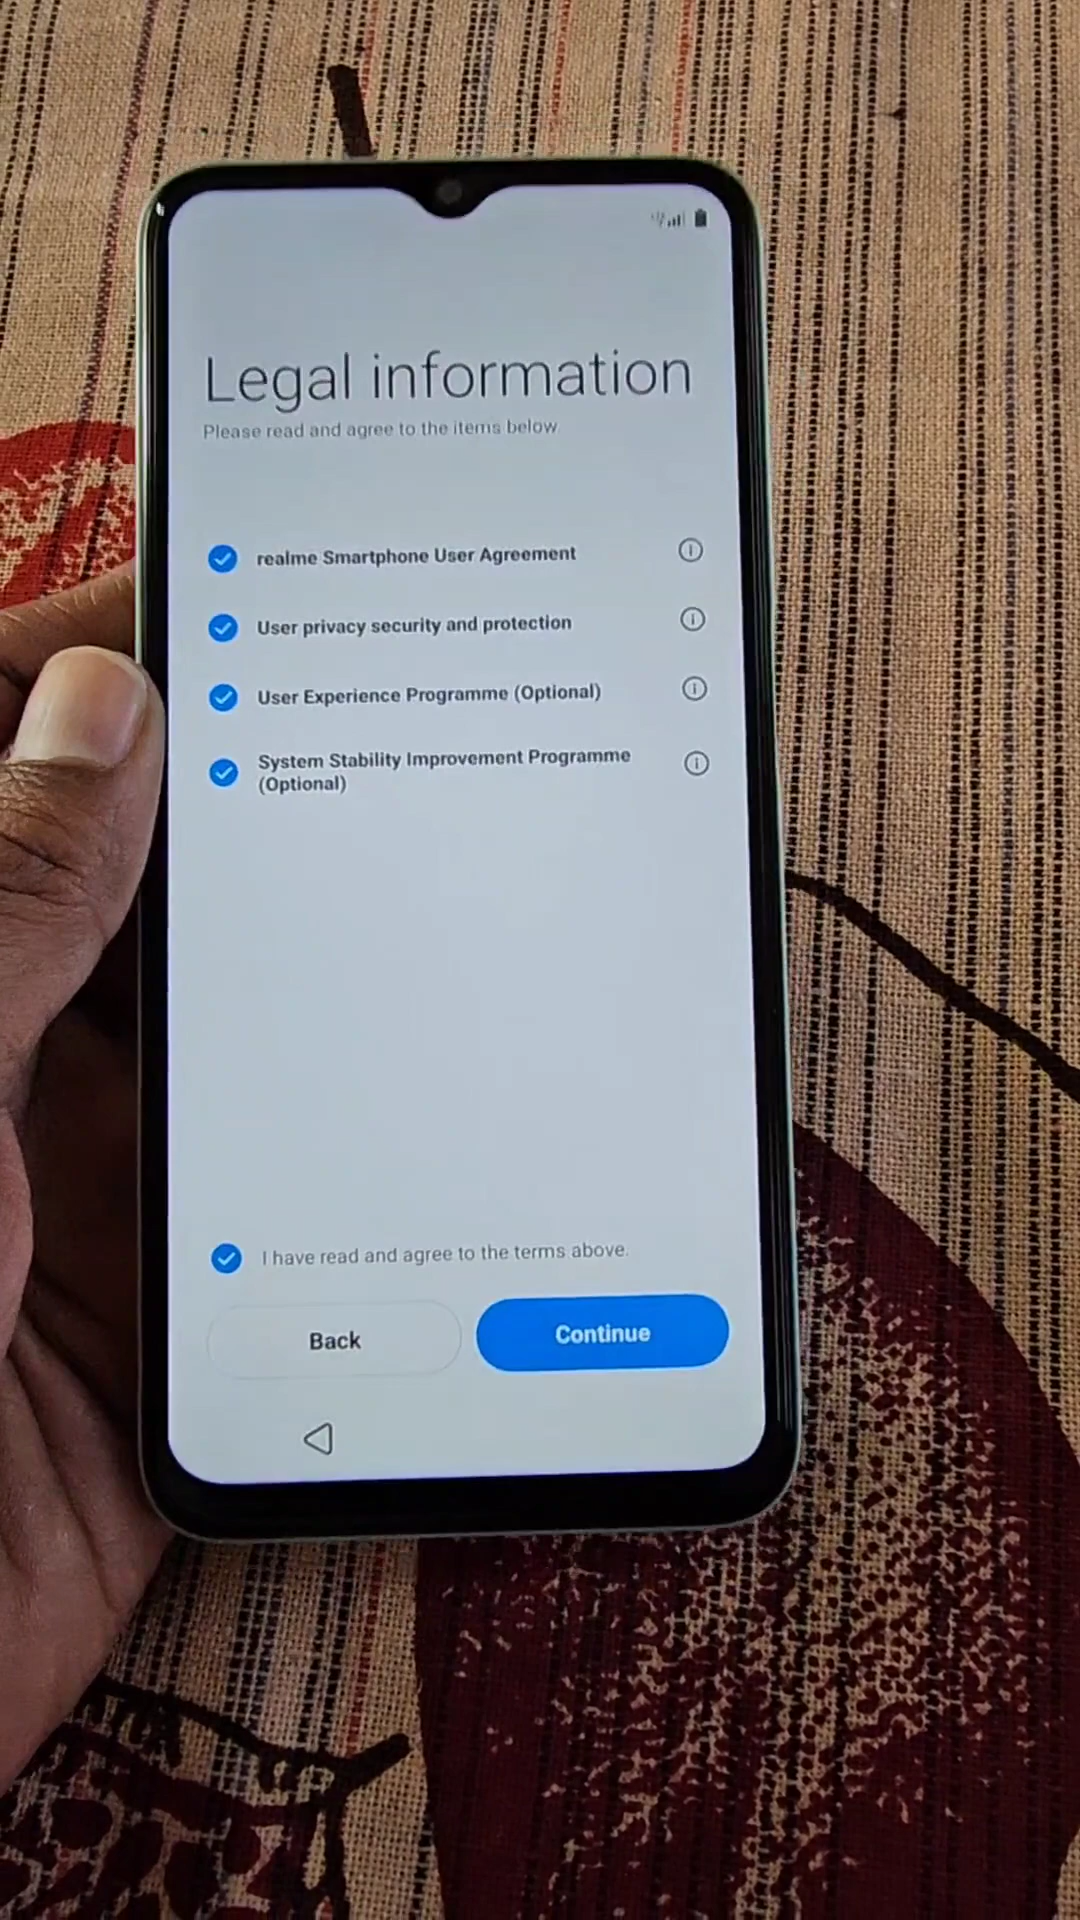 Legal information
Please read and agree to the items below
realme Smartphone User Agreement
User privacy security and protection
User Experience Programme (Optional)
System Stability Improvement Programme
(Optional)
I have read and agree to the terms above.
Back
Continue